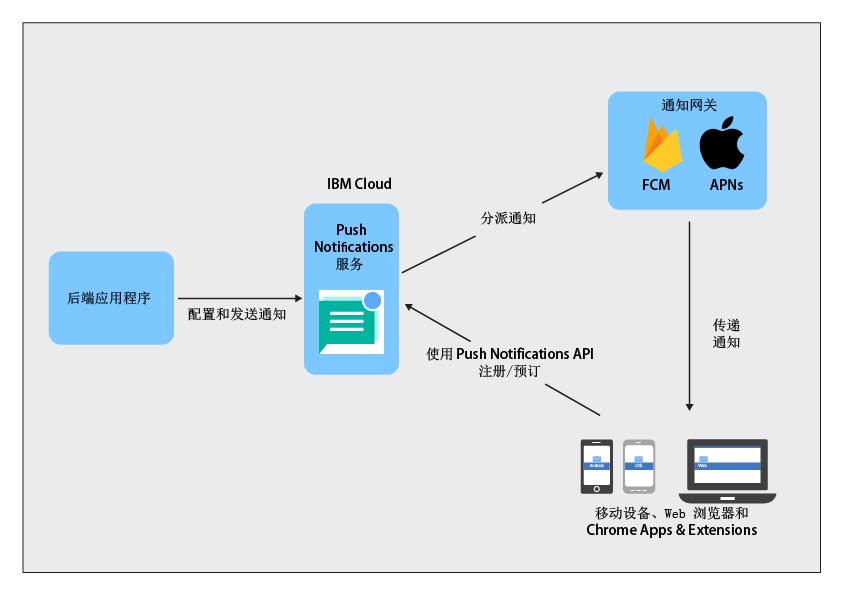 通知网关
FCM
APNs
IBM Cloud
Push
Notifications
服务
分派通知
后端应用程序
配置和发送通知
传递
通知
使用 Push Notifications API
注册/预订
Android
iOS
Web
移动设备、Web 浏览器和
Chrome Apps & Extensions